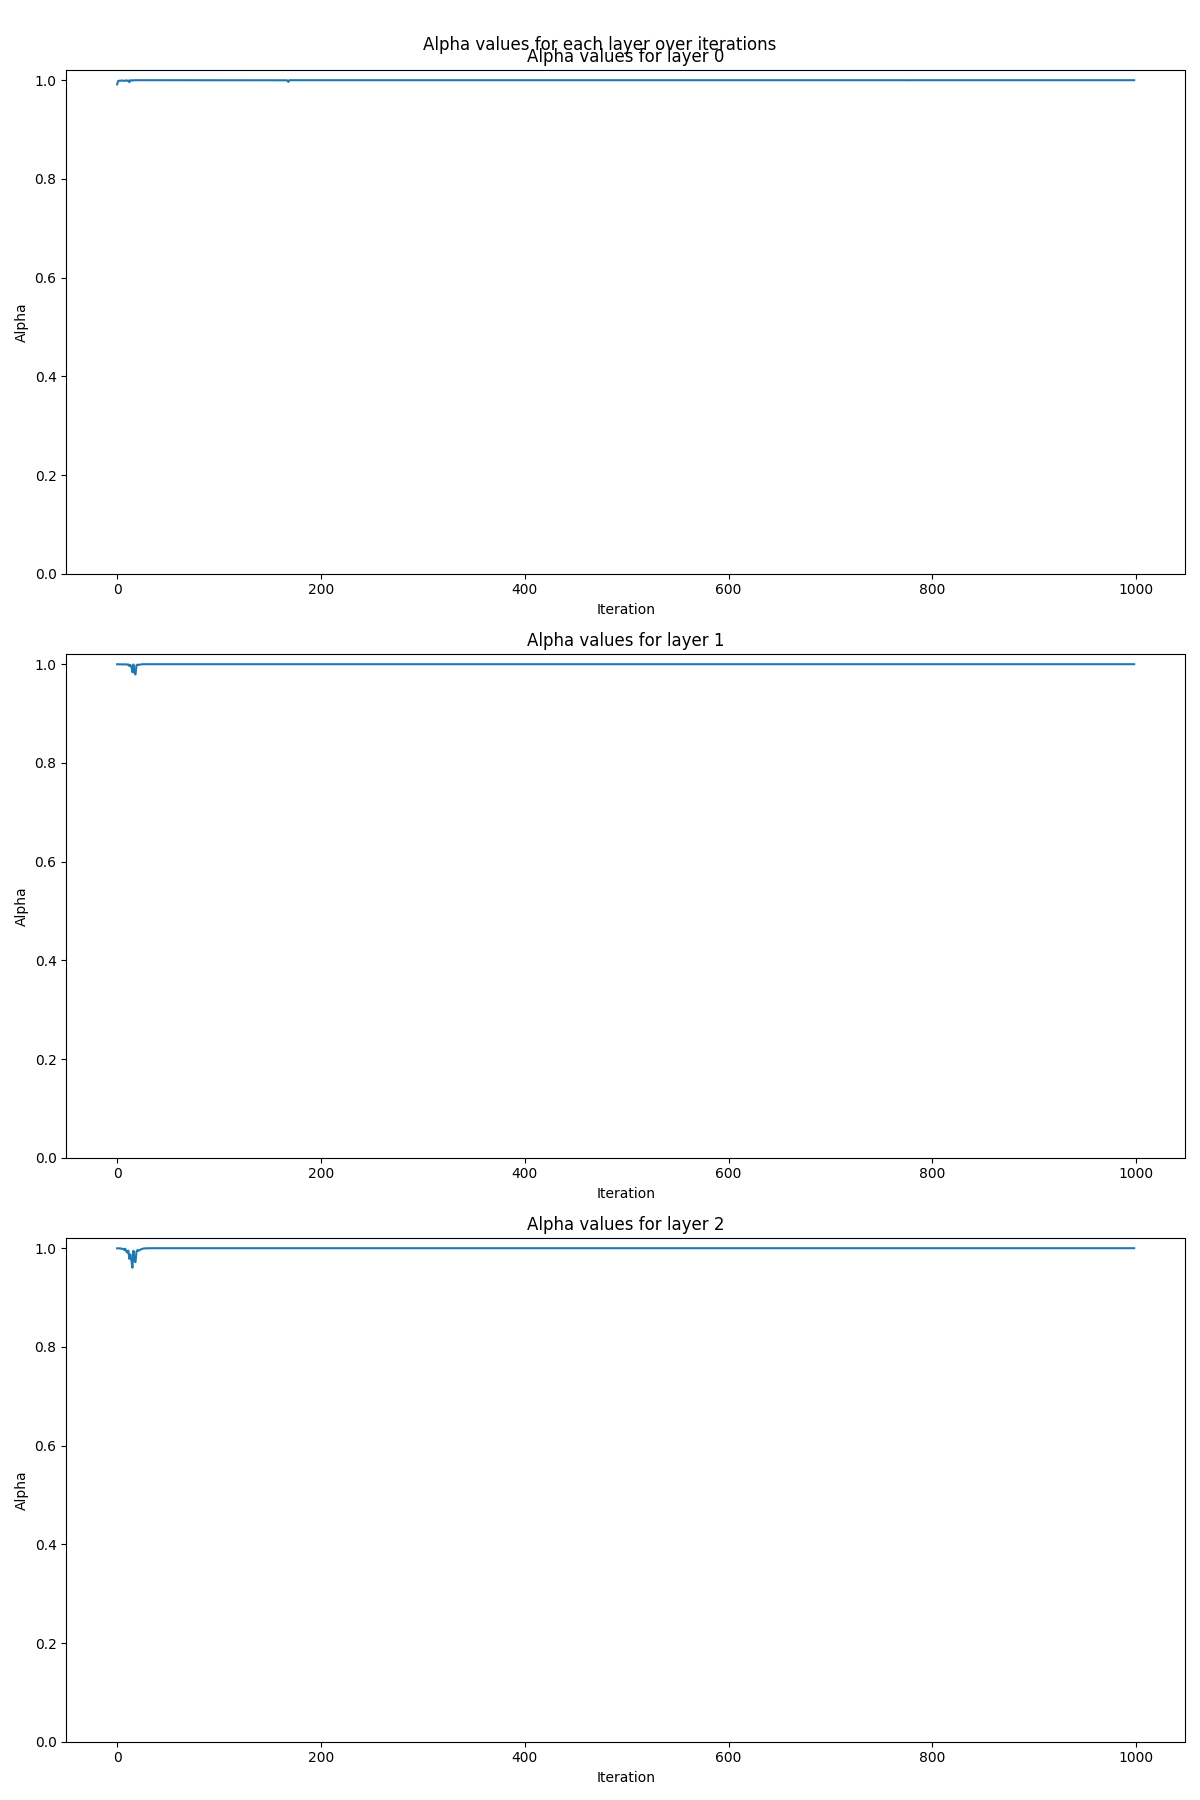 Alpha values for each layer over iterations
Alpha values for layer 0
1.0
0.8
0.6
0.4
0.2
0.0
Alpha
0 200 400 600 800 1000
Iteration
Alpha values for layer 1
1.0
0.8
0.6
0.4
0.2
0.0
Alpha
0 200 400 600 800 1000
Iteration
Alpha values for layer 2
1.0
0.8
0.6
0.4
0.2
0.0
Alpha
0 200 400 600 800 1000
Iteration